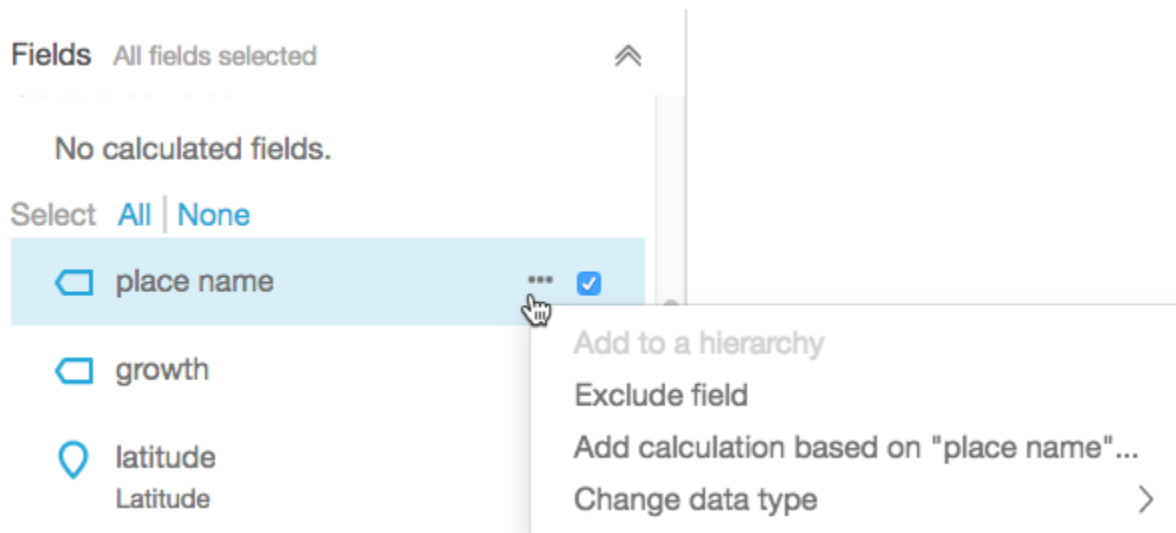 Fields All fields selected
No calculated fields.
Select All None
place name
growth
latitude
Latitude
Add to a hierarchy
Exclude field
Add calculation based on "place name"...
Change data type